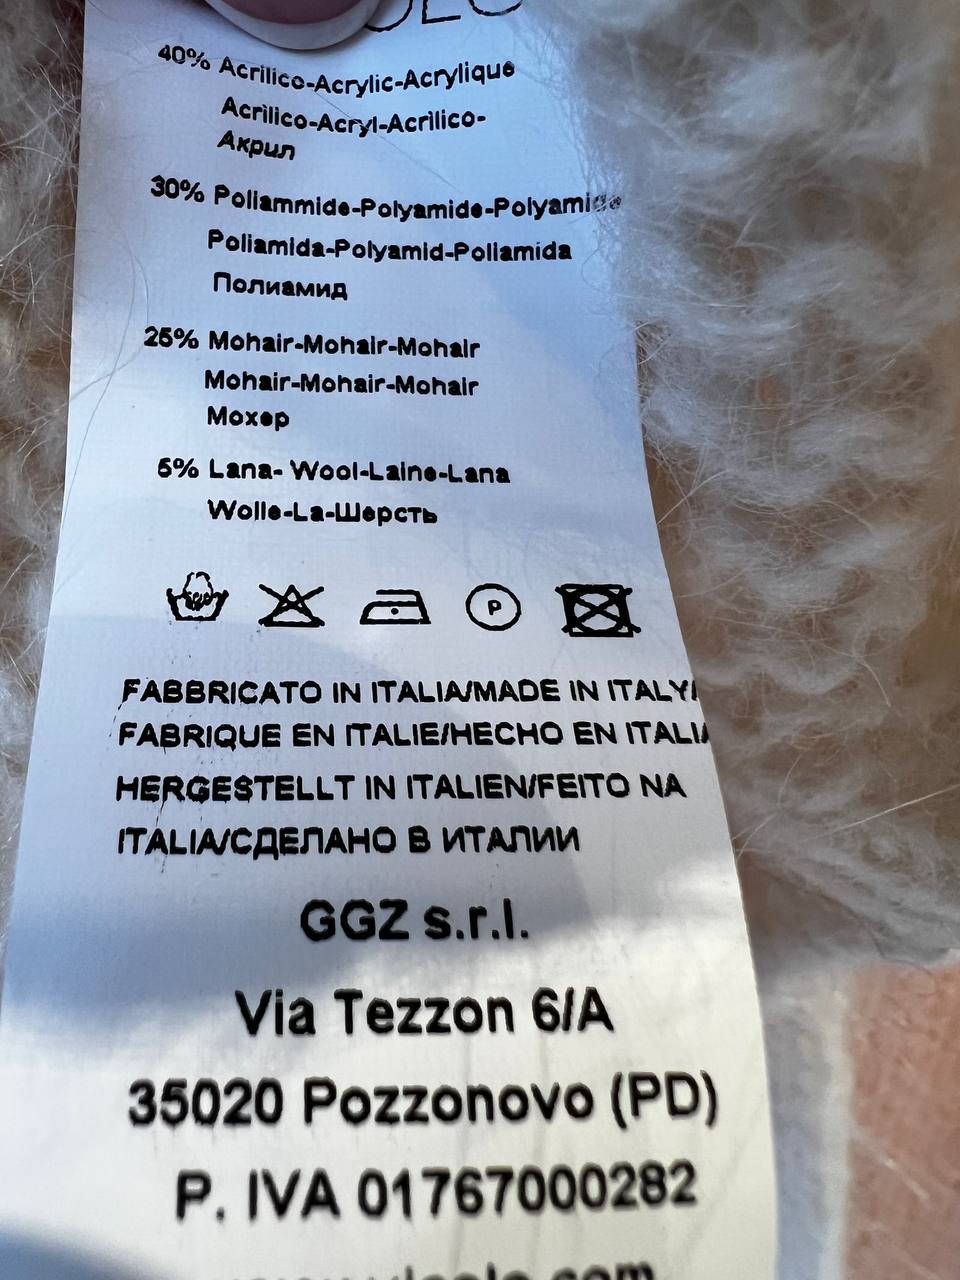 40% Acrilico-Acrylic-Acrylique
Acrìlico-Acryl-Acrìlico-
Акрил
30% Poliammide-Polyamide-Polyamide
Poliamida-Polyamid-Poliamida
Полиамид
25% Mohair-Mohair-Mohair
Mohair-Mohair-Mohair
Мохер
5% Lana- Wool-Laine-Lana
Wolle-La-Шерсть
P
FABBRICATO IN ITALIA/MADE IN ITALY/
FABRIQUE EN ITALIE/HECHO EN ITALIA
HERGESTELLT IN ITALIEN/FEITO NA
ITALIA/СДЕЛАНО В ИТАЛИИ
GGZ s.r.l.
Via Tezzon 6/A
35020 Pozzonovo (PD)
P. IVA 01767000282